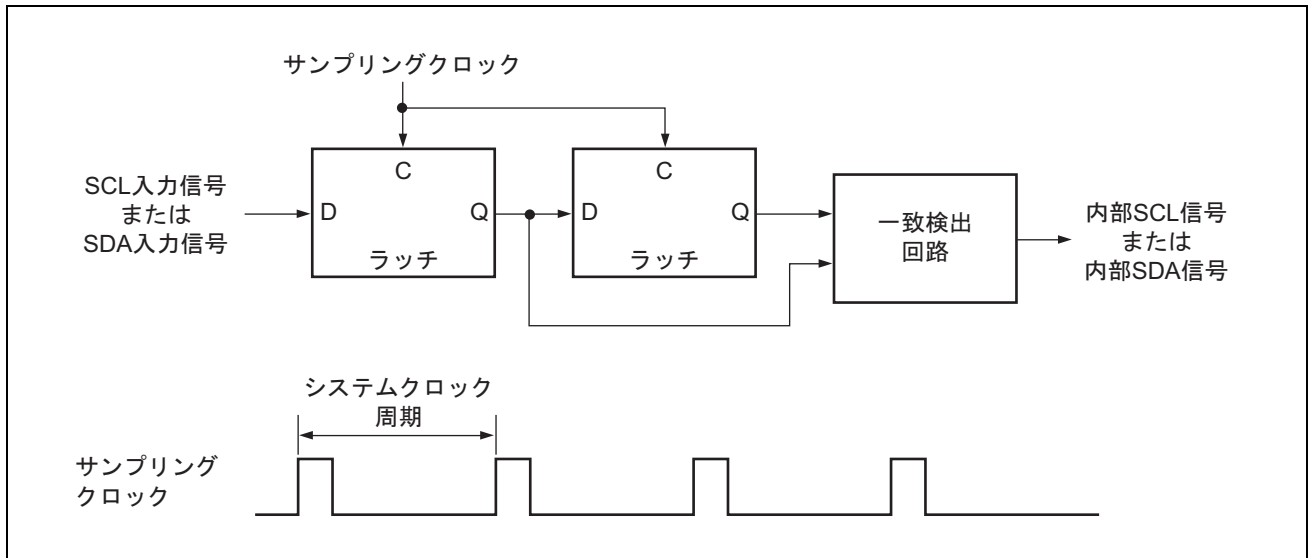 サンプリングクロック
SCL入力信号
または
SDA入力信号
C
D
Q
ラッチ
C
D
Q
ラッチ
一致検出
回路
内部SCL信号
または
内部SDA信号
システムクロック
周期
サンプリング
クロック